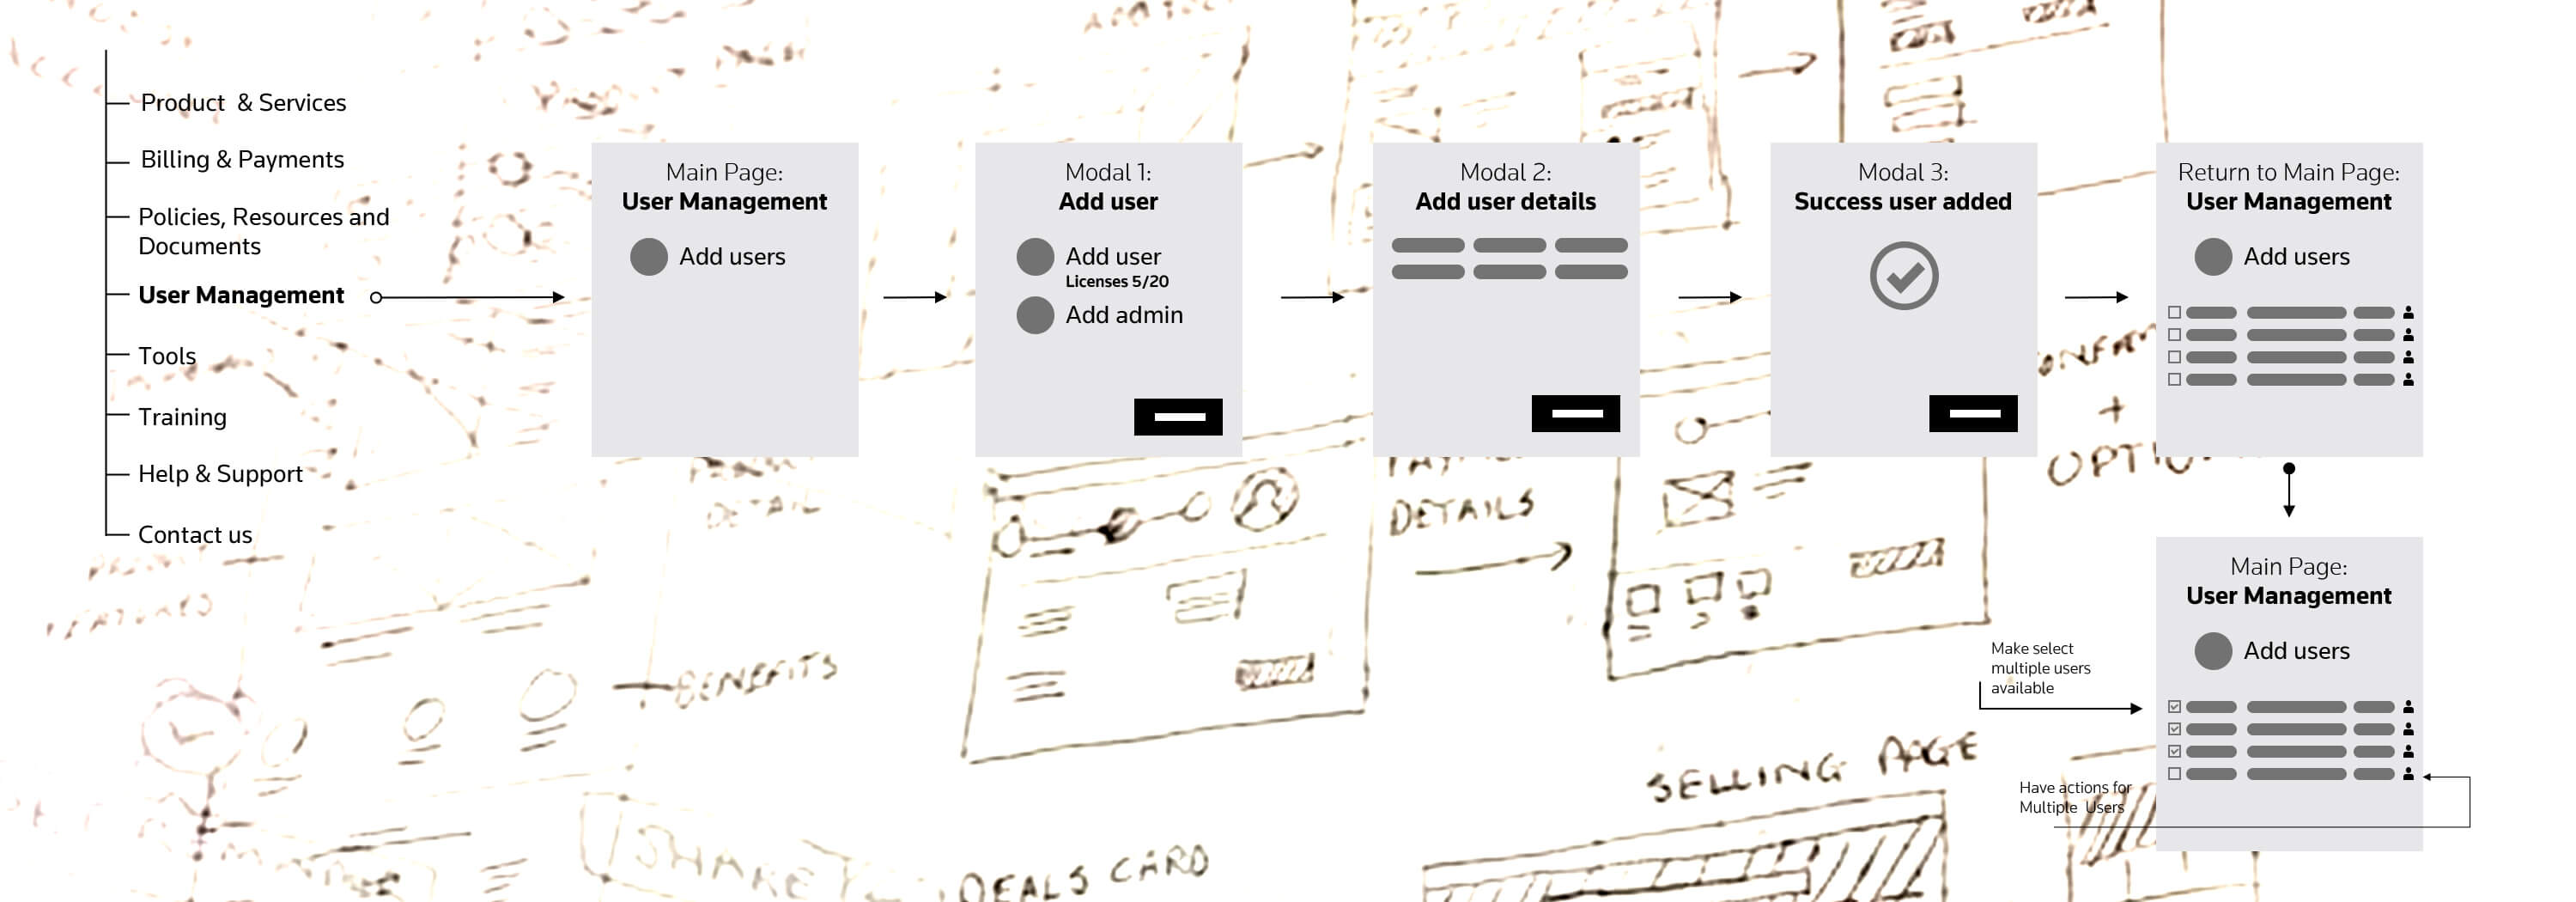 Product & Services
Billing & Payments
Policies, Resources and
Documents
User Management
Tools
Training
Help & Support
Contact us
Main Page:
User Management
Add users
Modal 1:
Add user
Add user
Licenses 5/20
Add admin
Modal 2:
Add user details
Modal 3:
Success user added
Return to Main Page:
User Management
Add users
Main Page:
User Management
Add users
Make select
multiple users
available
Have actions for
Multiple Users
DETAIL
DETAILS
+
BENEFITS
FEATURES
SELLING PAGE
SHARE
DEALS CARD